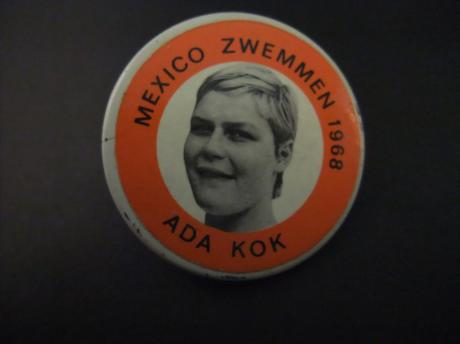 MEXICO ZWEMMEN 1968
ADA KOK